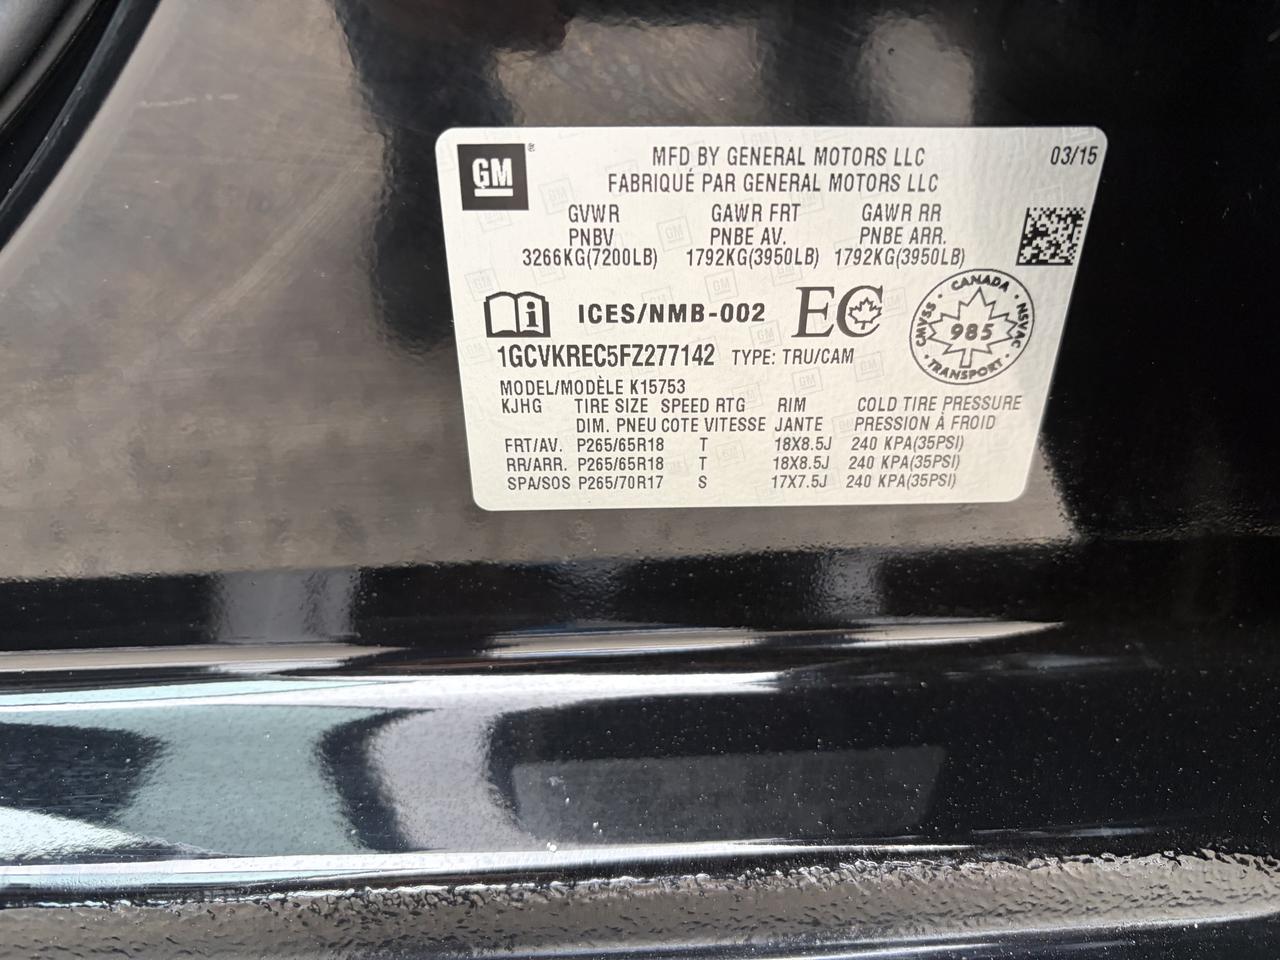 GM
MFD BY GENERAL MOTORS LLC 03/15
FABRIQUÉ PAR GENERAL MOTORS LLC
GVWR GAWR FRT GAWR RR
PNBV PNBE AV. PNBE ARR.
3266KG(7200LB) 1792KG(3950LB) 1792KG(3950LB)
ICES/NMB-002 EC
CANADA
CMVSS 985 NSVAC
TRANSPORT
1GCVKREC5FZ277142 TYPE: TRU/CAM
MODEL/MODÈLE K15753
KJHG TIRE SIZE SPEED RTG RIM COLD TIRE PRESSURE
DIM. PNEU COTE VITESSE JANTE PRESSION À FROID
FRT/AV. P265/65R18 T 18X8.5J 240 KPA(35PSI)
RR/ARR. P265/65R18 T 18X8.5J 240 KPA(35PSI)
SPA/SOS P265/70R17 S 17X7.5J 240 KPA(35PSI)